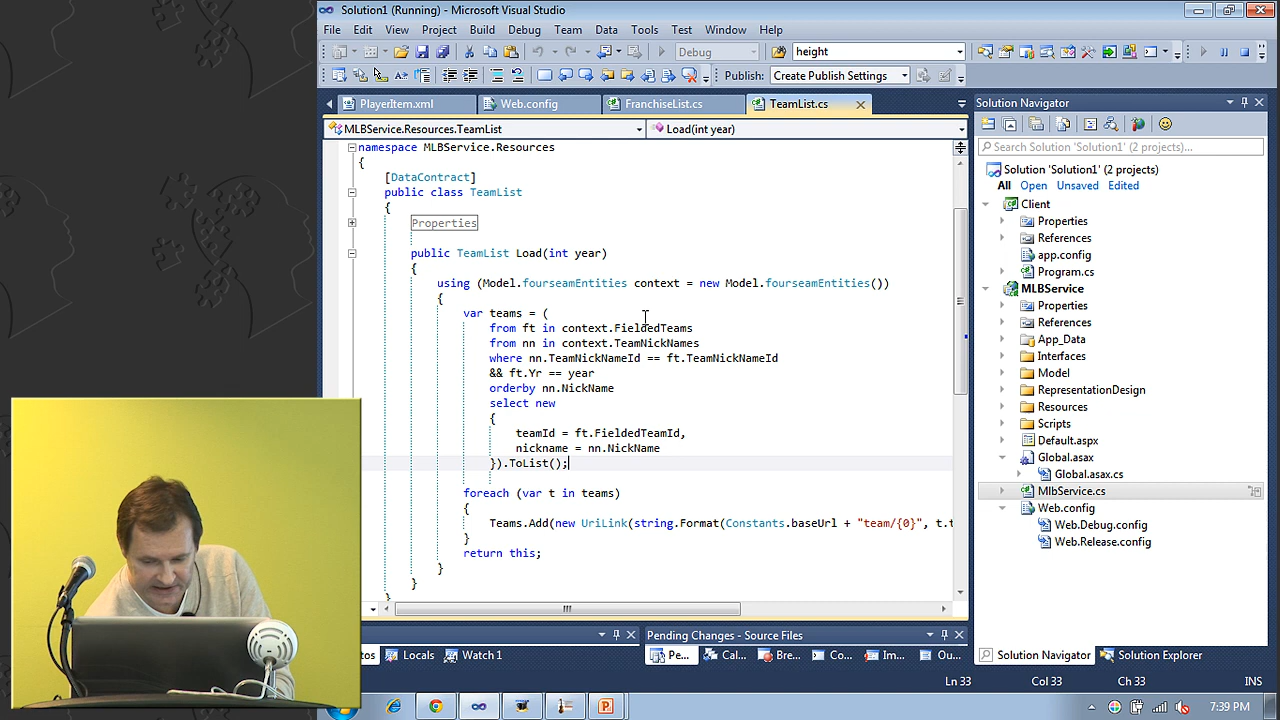 Solution1 (Running) - Microsoft Visual Studio
File Edit View Project Build Debug Team Data Tools Test Window Help
Debug height
Publish: Create Publish Settings
PlayerItem.xml Web.config FranchiseList.cs TeamList.cs
MLBService.Resources.TeamList Load(int year)
namespace MLBService.Resources
{
[DataContract]
public class TeamList
{
Properties
public TeamList Load(int year)
{
using (Model.fourseamEntities context = new Model.fourseamEntities())
{
var teams = (
from ft in context.FieldedTeams
from nn in context.TeamNickNames
where nn.TeamNickNameId == ft.TeamNickNameId
&& ft.Yr == year
orderby nn.NickName
select new
{
teamId = ft.FieldedTeamId,
nickname = nn.NickName
}).ToList();
foreach (var t in teams)
{
Teams.Add(new UriLink(string.Format(Constants.baseUrl + "team/{0}", t.t
}
return this;
}
}
}
Solution Navigator
Search Solution 'Solution1' (2 projects)...
Solution 'Solution1' (2 projects)
All Open Unsaved Edited
Client
Properties
References
app.config
Program.cs
MLBService
Properties
References
App_Data
Interfaces
Model
RepresentationDesign
Resources
Scripts
Default.aspx
Global.asax
Global.asax.cs
MlbService.cs
Web.config
Web.Debug.config
Web.Release.config
Pending Changes - Source Files
tos Locals Watch 1 Pe... Cal... Bre... Co... Im... Ou...
Solution Navigator Solution Explorer
Ln 33 Col 33 Ch 33 INS
7:39 PM